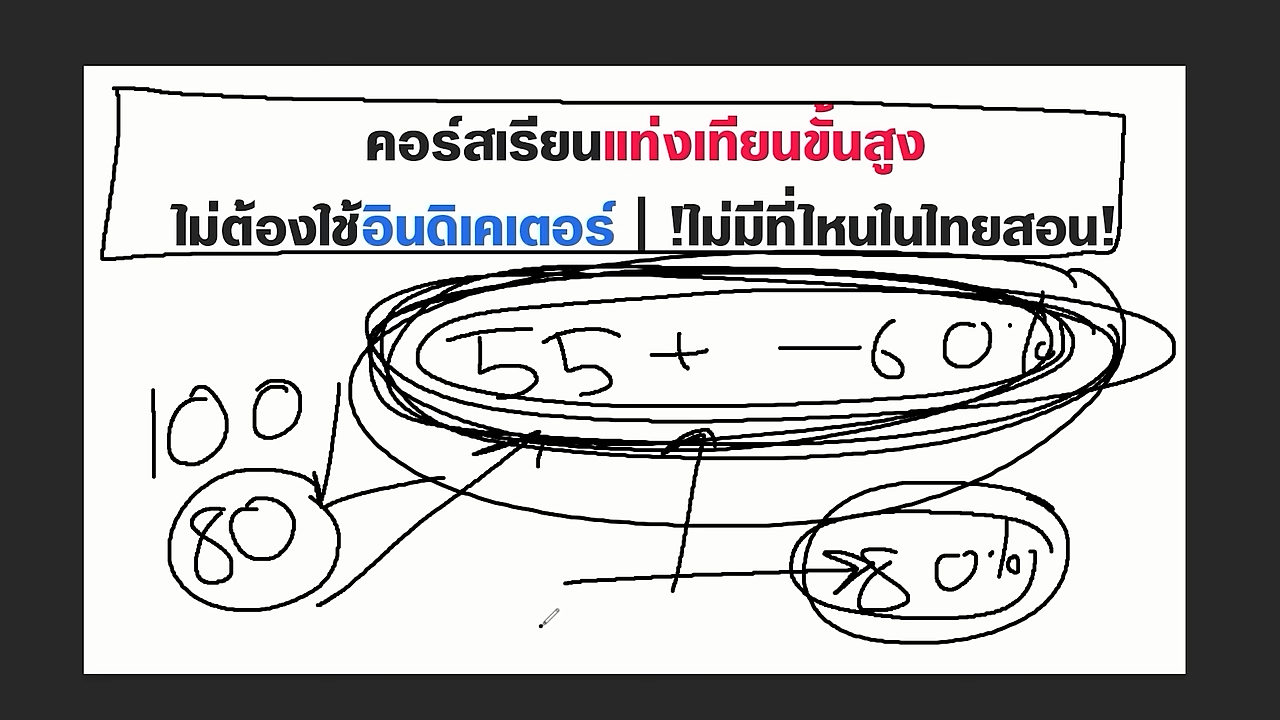 คอร์สเรียนแท่งเทียนขั้นสูง
ไม่ต้องใช้อินดิเคเตอร์ | !ไม่มีที่ไหนในไทยสอน!
55 + — 60%
100
80
80%